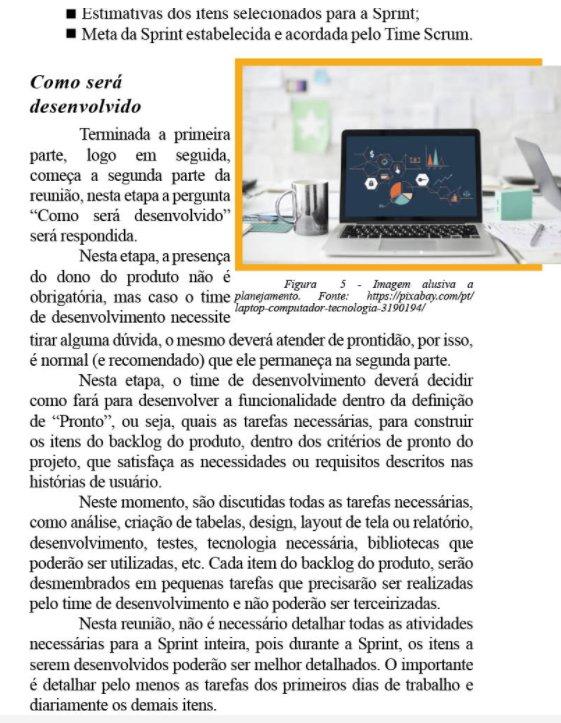 ■ Estimativas dos itens selecionados para a Sprint;
■ Meta da Sprint estabelecida e acordada pelo Time Scrum.
Como será
desenvolvido
Terminada a primeira
parte, logo em seguida,
começa a segunda parte da
reunião, nesta etapa a pergunta
“Como será desenvolvido”
será respondida.
Nesta etapa, a presença
do dono do produto não é
obrigatória, mas caso o time
de desenvolvimento necessite
Figura 5 - Imagem alusiva a
planejamento. Fonte: https://pixabay.com/pt/
laptop-computador-tecnologia-3190194/
tirar alguma dúvida, o mesmo deverá atender de prontidão, por isso,
é normal (e recomendado) que ele permaneça na segunda parte.
Nesta etapa, o time de desenvolvimento deverá decidir
como fará para desenvolver a funcionalidade dentro da definição
de “Pronto”, ou seja, quais as tarefas necessárias, para construir
os itens do backlog do produto, dentro dos critérios de pronto do
projeto, que satisfaça as necessidades ou requisitos descritos nas
histórias de usuário.
Neste momento, são discutidas todas as tarefas necessárias,
como análise, criação de tabelas, design, layout de tela ou relatório,
desenvolvimento, testes, tecnologia necessária, bibliotecas que
poderão ser utilizadas, etc. Cada item do backlog do produto, serão
desmembrados em pequenas tarefas que precisarão ser realizadas
pelo time de desenvolvimento e não poderão ser terceirizadas.
Nesta reunião, não é necessário detalhar todas as atividades
necessárias para a Sprint inteira, pois durante a Sprint, os itens a
serem desenvolvidos poderão ser melhor detalhados. O importante
é detalhar pelo menos as tarefas dos primeiros dias de trabalho e
diariamente os demais itens.